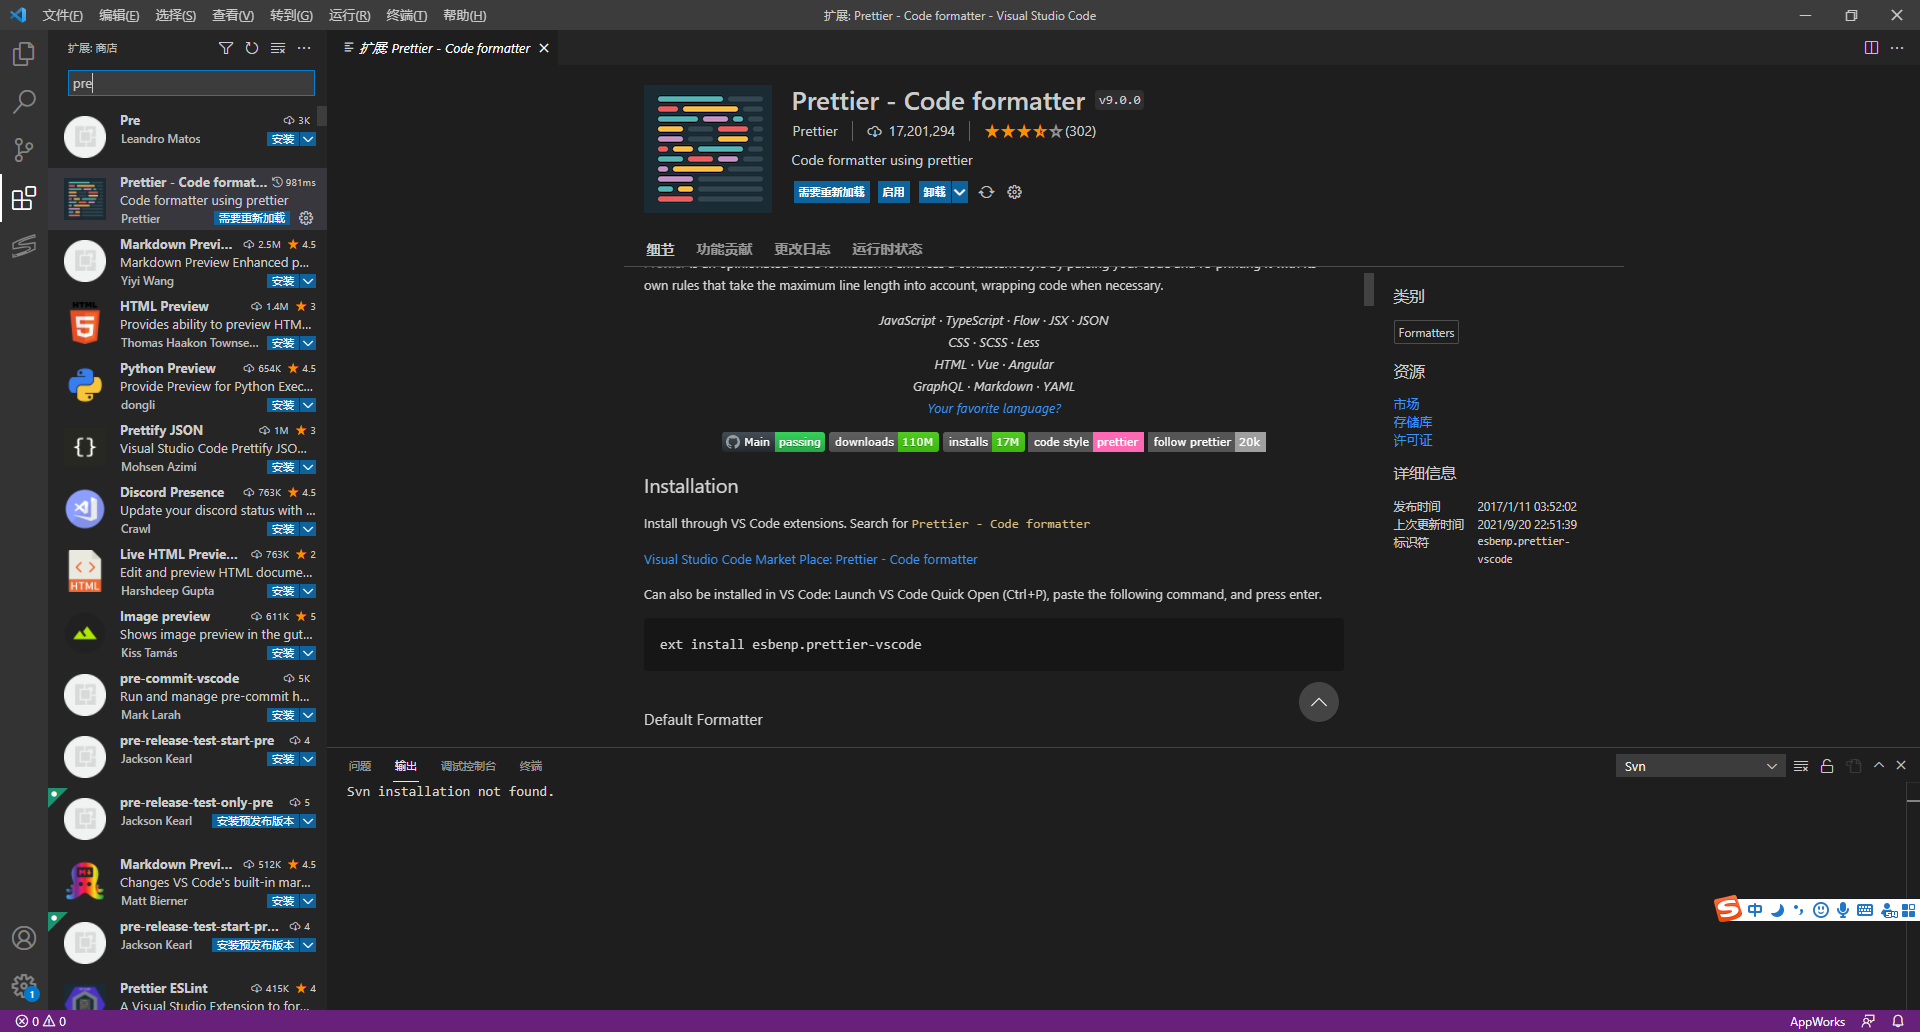 文件(F) 编辑(E) 选择(S) 查看(V) 转到(G) 运行(R) 终端(T) 帮助(H)
扩展: Prettier - Code formatter - Visual Studio Code
扩展: 商店
扩展: Prettier - Code formatter
pre
Pre 3K
Leandro Matos 安装
Prettier - Code format... 981ms
Code formatter using prettier
Prettier 需要重新加载
Markdown Previ... 2.5M 4.5
Markdown Preview Enhanced p...
Yiyi Wang 安装
HTML Preview 1.4M 3
Provides ability to preview HTM...
Thomas Haakon Townse... 安装
Python Preview 654K 4.5
Provide Preview for Python Exec...
dongli 安装
Prettify JSON 1M 3
Visual Studio Code Prettify JSO...
Mohsen Azimi 安装
Discord Presence 763K 4.5
Update your discord status with ...
Crawl 安装
Live HTML Previe... 763K 2
Edit and preview HTML docume...
Harshdeep Gupta 安装
Image preview 611K 5
Shows image preview in the gut...
Kiss Tamás 安装
pre-commit-vscode 5K
Run and manage pre-commit h...
Mark Larah 安装
pre-release-test-start-pre 4
Jackson Kearl 安装
pre-release-test-only-pre 5
Jackson Kearl 安装预发布版本
Markdown Previ... 512K 4.5
Changes VS Code's built-in mar...
Matt Bierner 安装
pre-release-test-start-pr... 4
Jackson Kearl 安装预发布版本
Prettier ESLint 415K 4
A Visual Studio Extension to for...
Prettier - Code formatter v9.0.0
Prettier 17,201,294 (302)
Code formatter using prettier
需要重新加载 启用 卸载
细节 功能贡献 更改日志 运行时状态
Prettier is an opinionated code formatter. It enforces a consistent style by parsing your code and re-printing it with its
own rules that take the maximum line length into account, wrapping code when necessary.
JavaScript · TypeScript · Flow · JSX · JSON
CSS · SCSS · Less
HTML · Vue · Angular
GraphQL · Markdown · YAML
Your favorite language?
Main passing downloads 110M installs 17M code style prettier follow prettier 20k
Installation
Install through VS Code extensions. Search for Prettier - Code formatter
Visual Studio Code Market Place: Prettier - Code formatter
Can also be installed in VS Code: Launch VS Code Quick Open (Ctrl+P), paste the following command, and press enter.
ext install esbenp.prettier-vscode
Default Formatter
类别
Formatters
资源
市场
存储库
许可证
详细信息
发布时间 2017/1/11 03:52:02
上次更新时间 2021/9/20 22:51:39
标识符 esbenp.prettier-
vscode
问题 输出 调试控制台 终端
Svn
Svn installation not found.
中
1
0 0
AppWorks